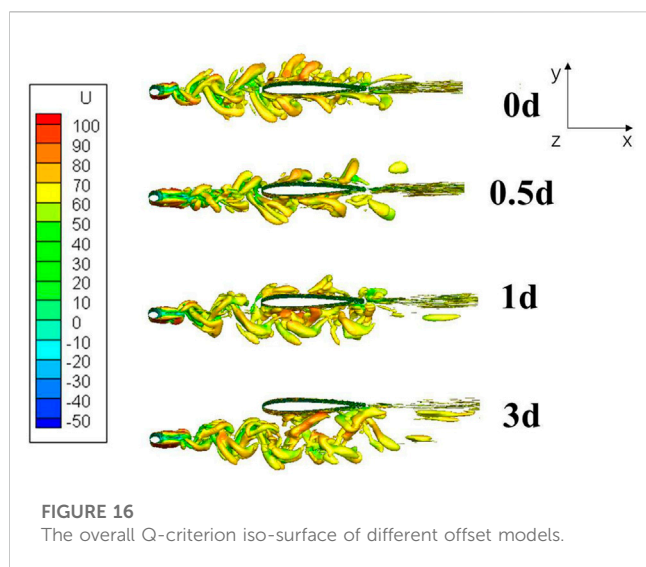 U
100
90
80
70
60
50
40
30
20
10
0
-10
-20
-30
-40
-50
y
z x
0d
0.5d
1d
3d
FIGURE 16
The overall Q-criterion iso-surface of different offset models.